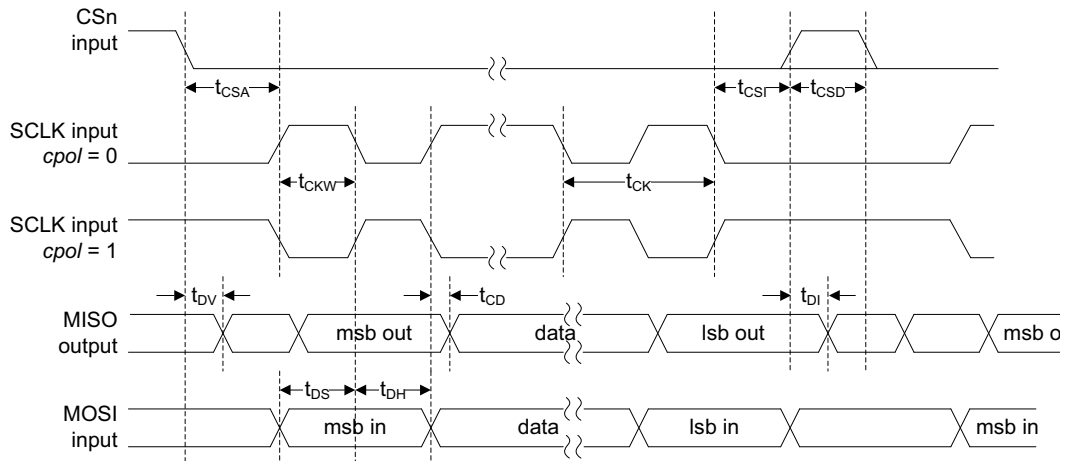 CSn
input
tCSA
tCSI
tCSD
SCLK input
cpol = 0
tCKW
tCK
SCLK input
cpol = 1
tDV
tCD
tDI
MISO
output
msb out
data
lsb out
msb o
tDS
tDH
MOSI
input
msb in
data
lsb in
msb in